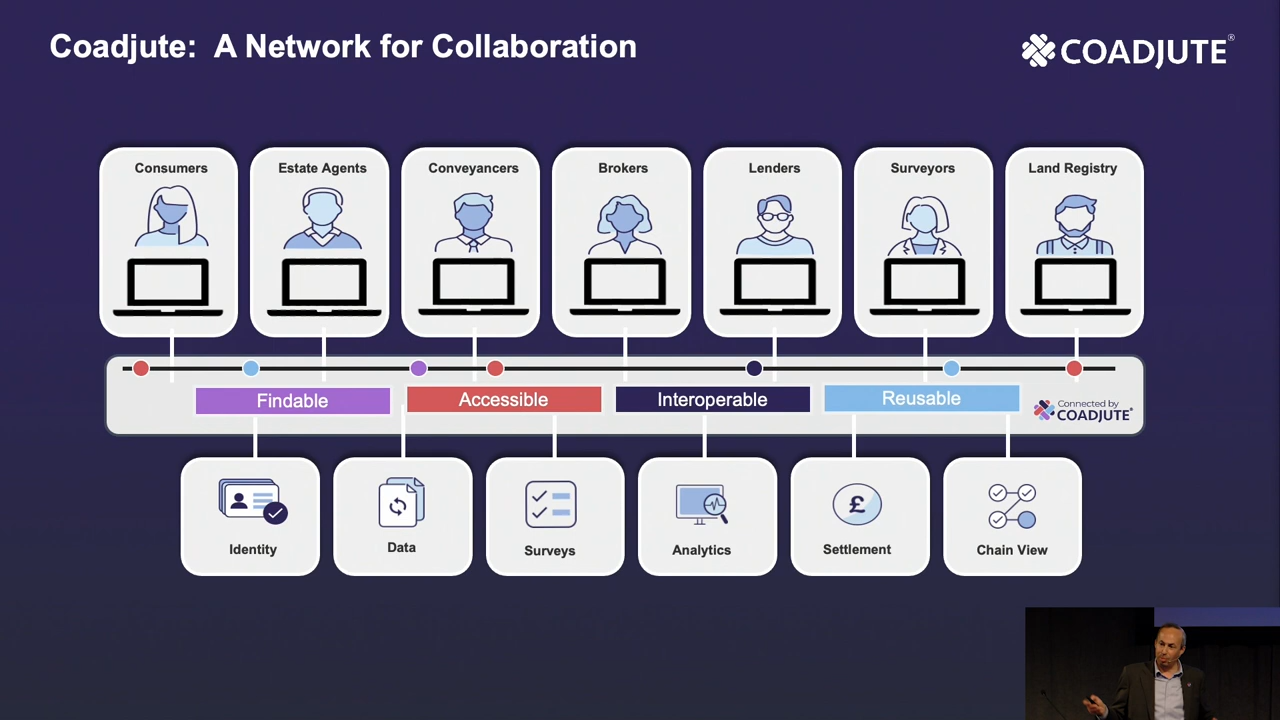 Coadjute: A Network for Collaboration
COADJUTE®
Consumers
Estate Agents
Conveyancers
Brokers
Lenders
Surveyors
Land Registry
Findable
Accessible
Interoperable
Reusable
Connected by
COADJUTE®
Identity
Data
Surveys
Analytics
£
Settlement
Chain View